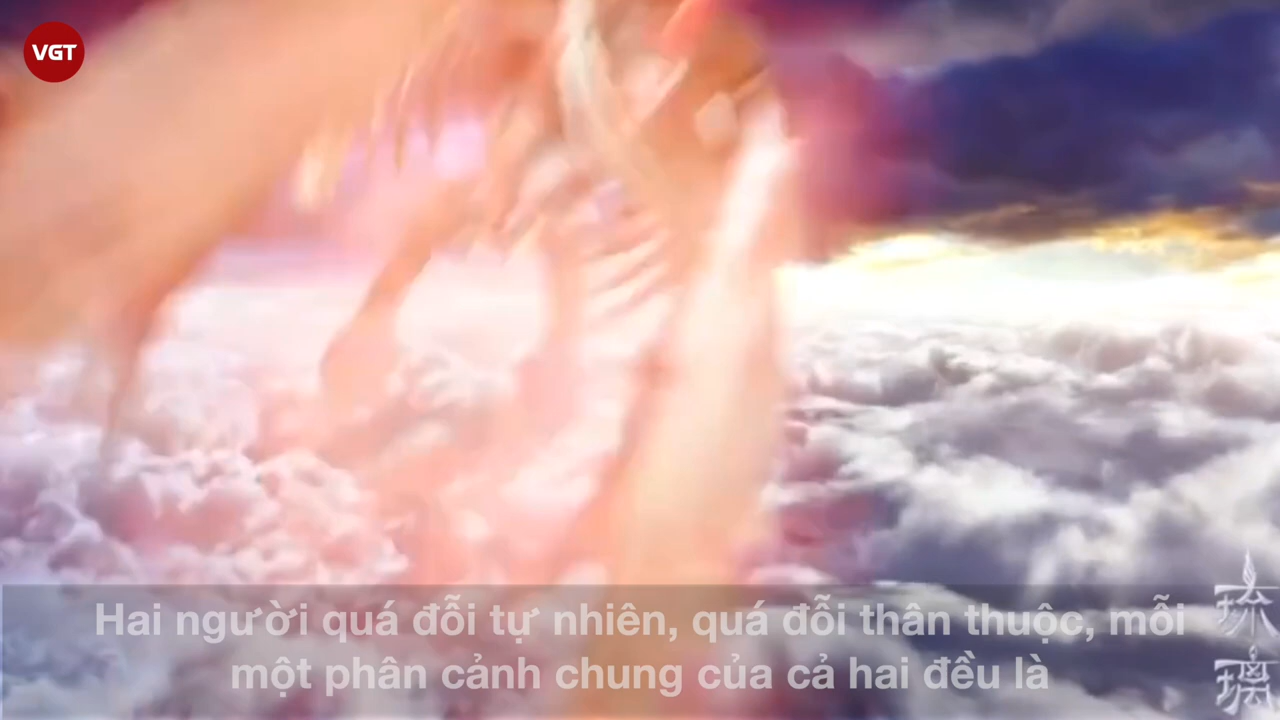 VGT
Hai người quá đỗi tự nhiên, quá đỗi thân thuộc, mỗi
một phân cảnh chung của cả hai đều là
琉
璃